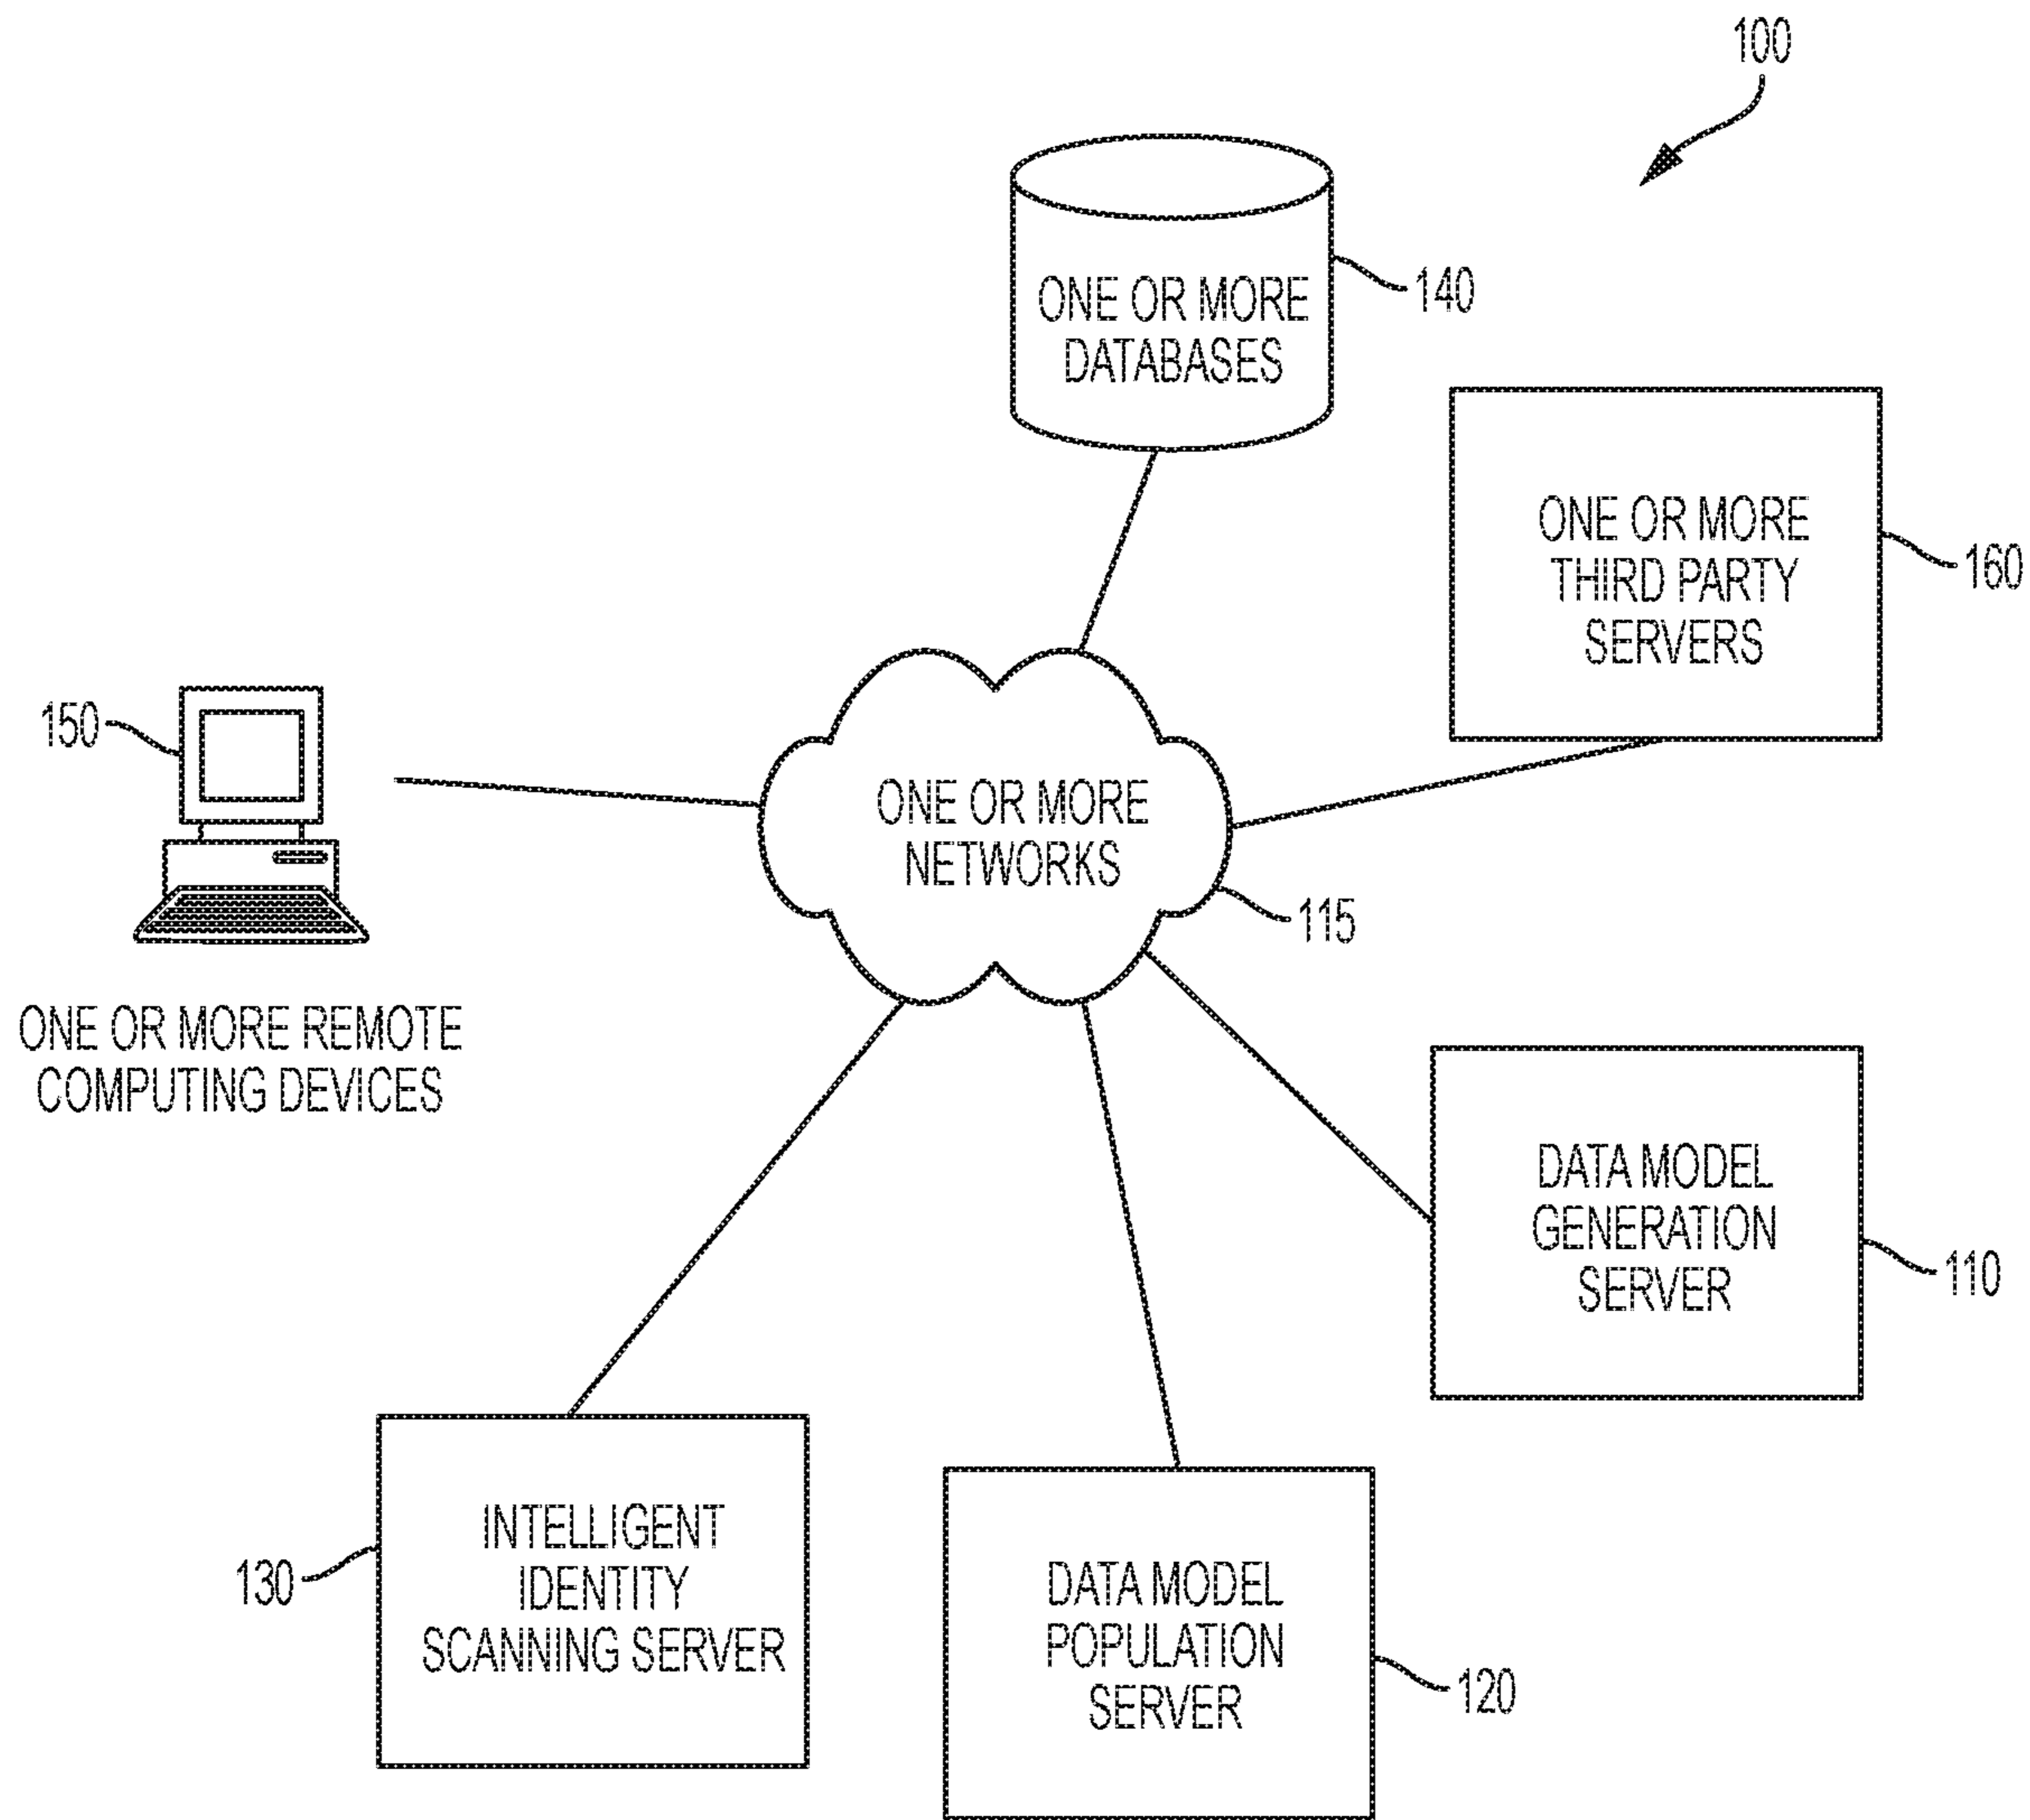 100
ONE OR MORE
DATABASES
140
ONE OR MORE
THIRD PARTY
SERVERS
160
150
ONE OR MORE
NETWORKS
115
ONE OR MORE REMOTE
COMPUTING DEVICES
DATA MODEL
GENERATION
SERVER
110
INTELLIGENT
IDENTITY
SCANNING SERVER
130
DATA MODEL
POPULATION
SERVER
120